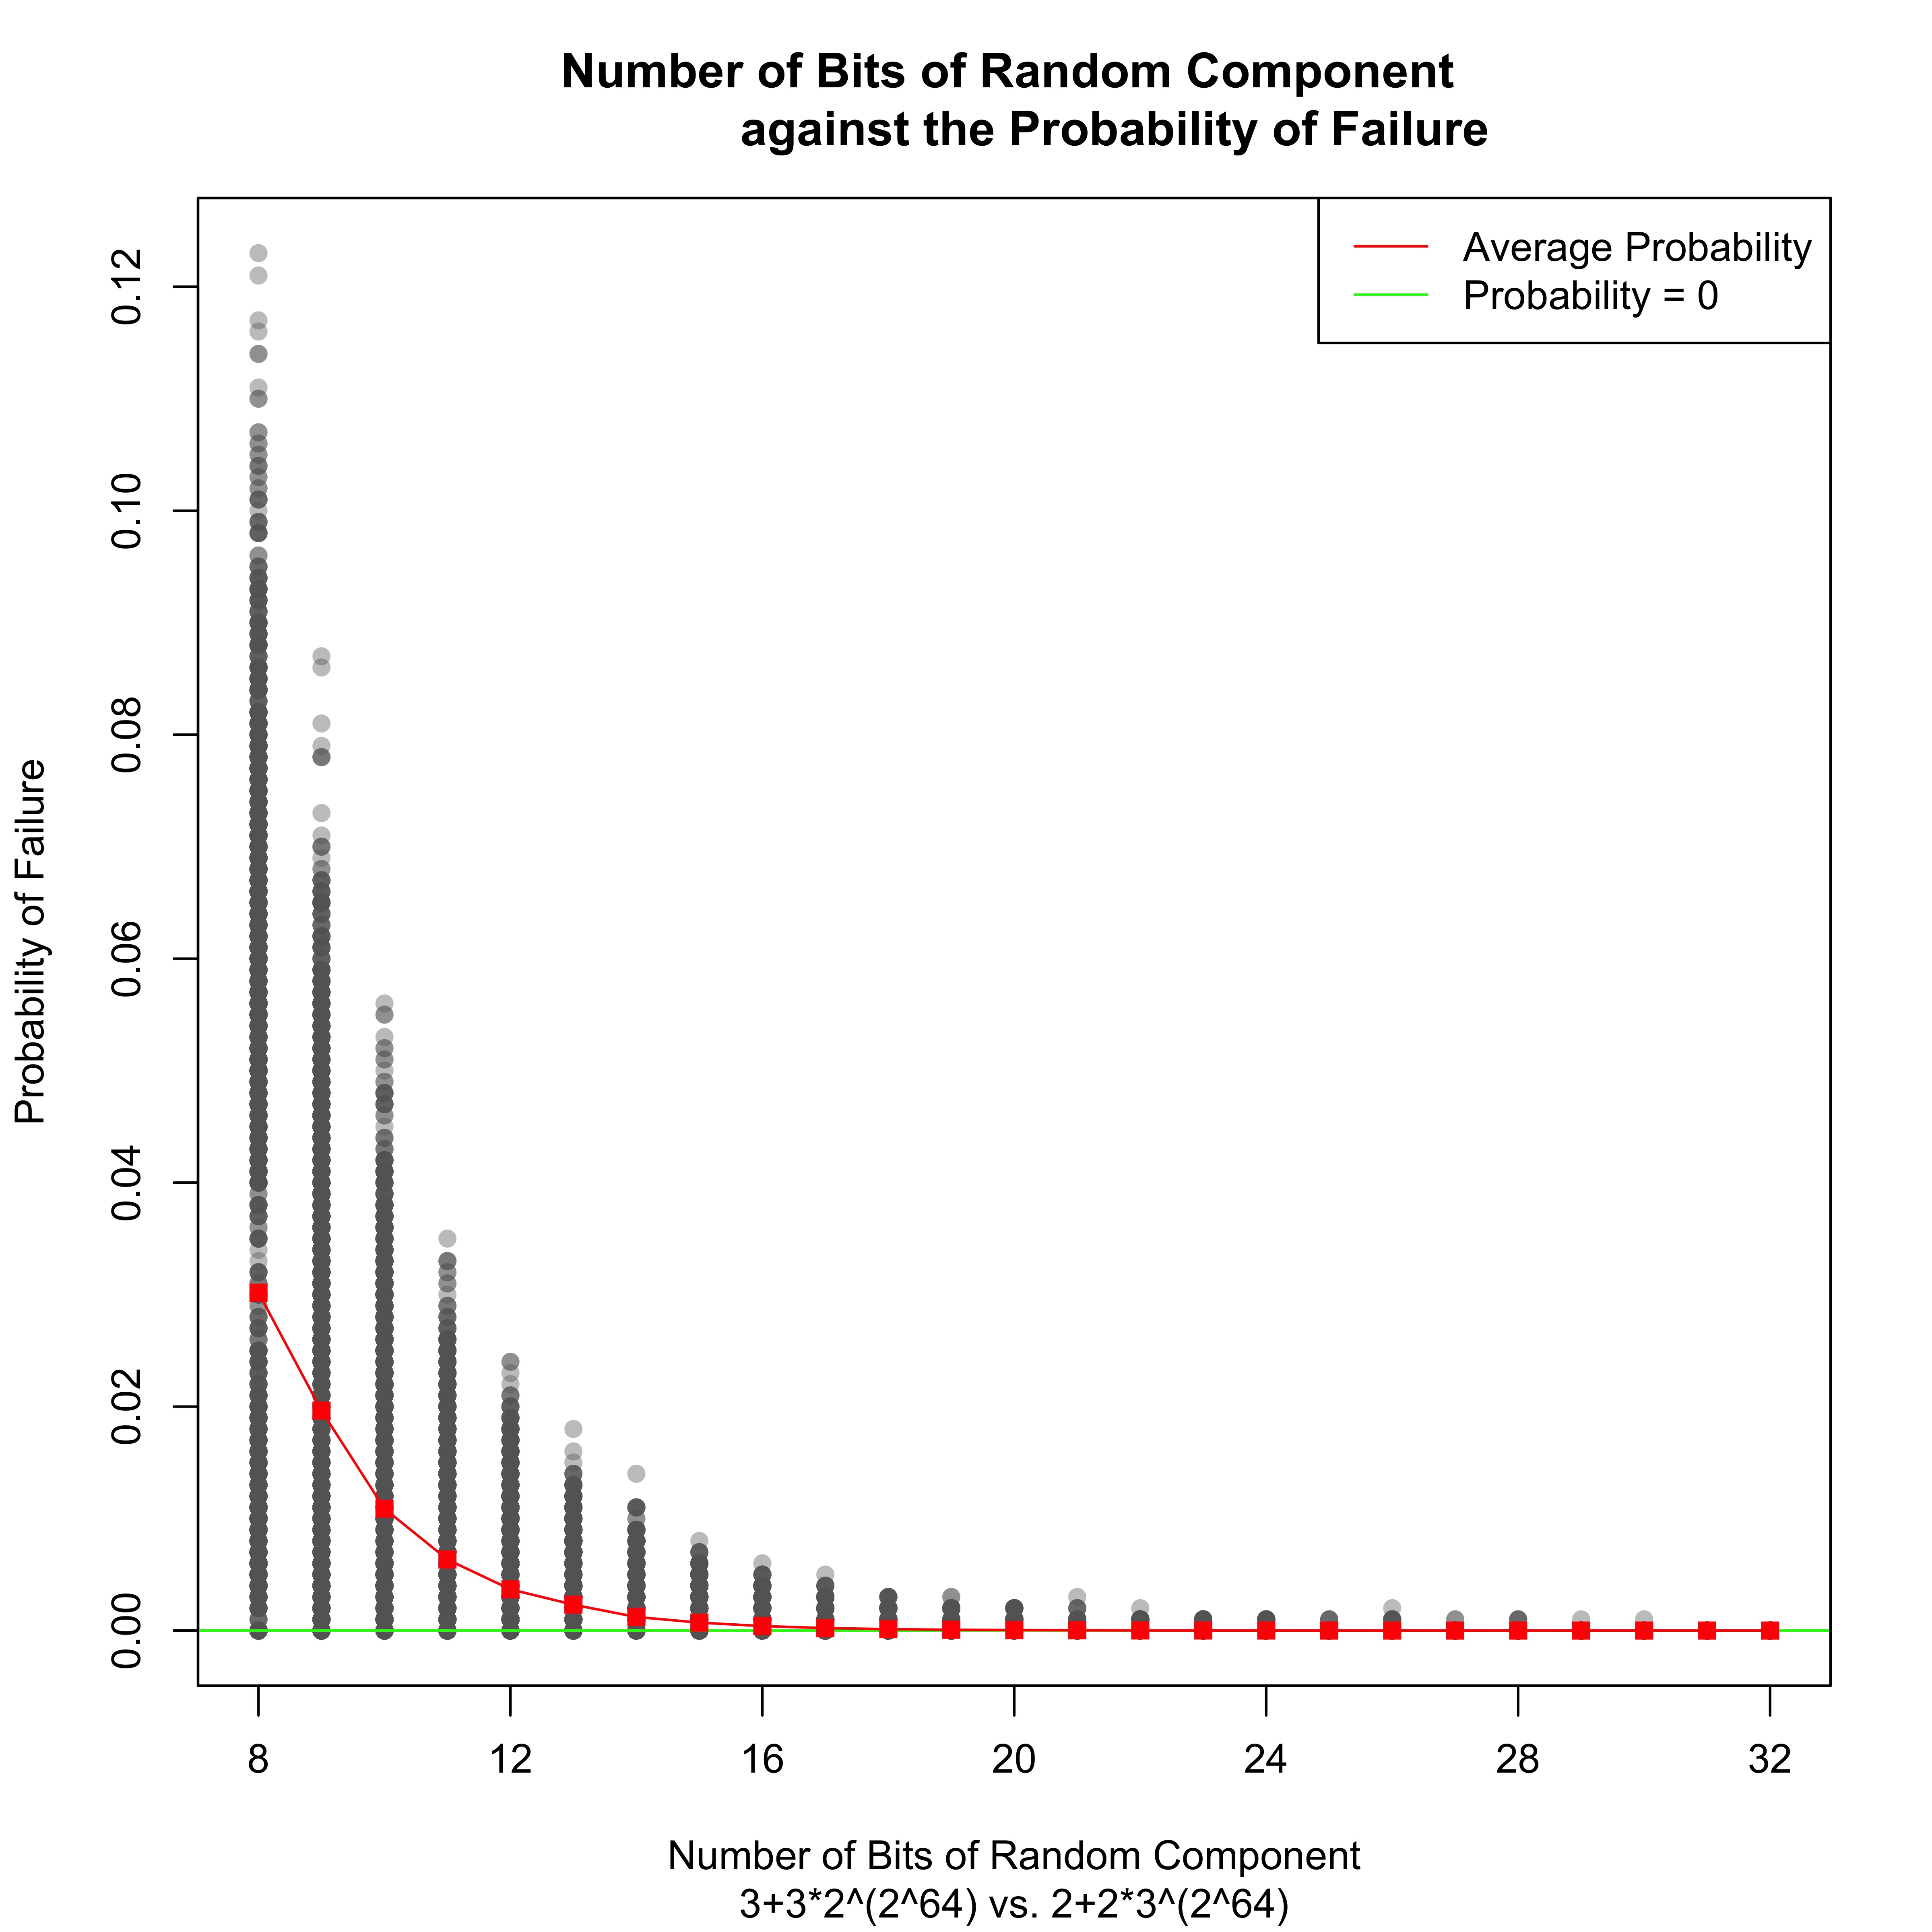 Number of Bits of Random Component
against the Probability of Failure
Average Probability
Probability = 0
Probability of Failure
0.12
0.10
0.08
0.06
0.04
0.02
0.00
8 12 16 20 24 28 32
Number of Bits of Random Component
3+3*2^(2^64) vs. 2+2*3^(2^64)